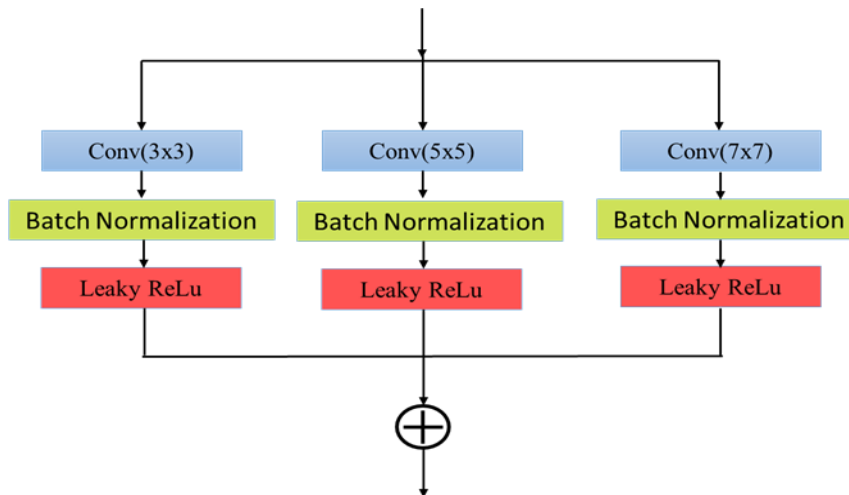 Conv(3x3)
Conv(5x5)
Conv(7x7)
Batch Normalization
Batch Normalization
Batch Normalization
Leaky ReLu
Leaky ReLu
Leaky ReLu